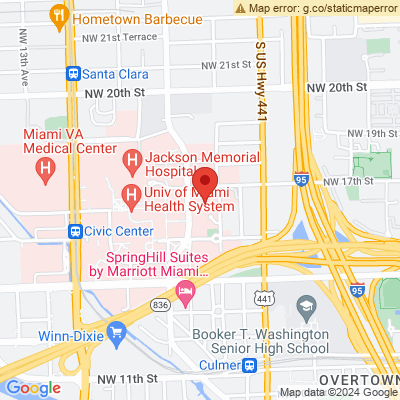 Map error: g.co/staticmaperror
Hometown Barbecue
NW 21st Terrace
NW 13th Ave
S US Hwy 441
NW 21st St
Santa Clara
NW 20th St
NW 20th St
NW 19th St
Miami VA
Medical Center
Jackson Memorial
Hospital
95
NW 17th St
Univ of Miami
Health System
Civic Center
SpringHill Suites
by Marriott Miami...
95
836
441
Winn-Dixie
Booker T. Washington
Senior High School
Culmer
NW 11th St
OVERTOWN
Google
Map data ©2024 Google